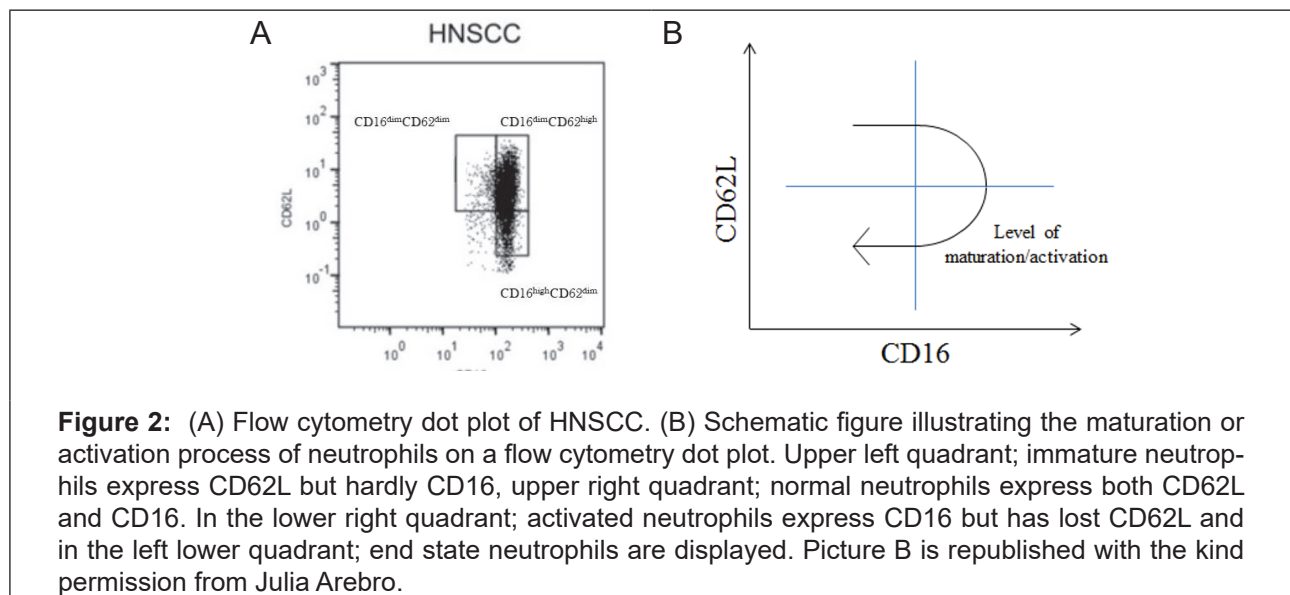 A
HNSCC
B
10³
10²
10¹
10⁰
10⁻¹
CD62L
CD16ᵈⁱᵐCD62ᵈⁱᵐ
CD16ᵈⁱᵐCD62ʰⁱᵍʰ
CD16ʰⁱᵍʰCD62ᵈⁱᵐ
10⁰ 10¹ 10² 10³ 10⁴
CD62L
Level of
maturation/activation
CD16
Figure 2: (A) Flow cytometry dot plot of HNSCC. (B) Schematic figure illustrating the maturation or
activation process of neutrophils on a flow cytometry dot plot. Upper left quadrant; immature neutrop-
hils express CD62L but hardly CD16, upper right quadrant; normal neutrophils express both CD62L
and CD16. In the lower right quadrant; activated neutrophils express CD16 but has lost CD62L and
in the left lower quadrant; end state neutrophils are displayed. Picture B is republished with the kind
permission from Julia Arebro.